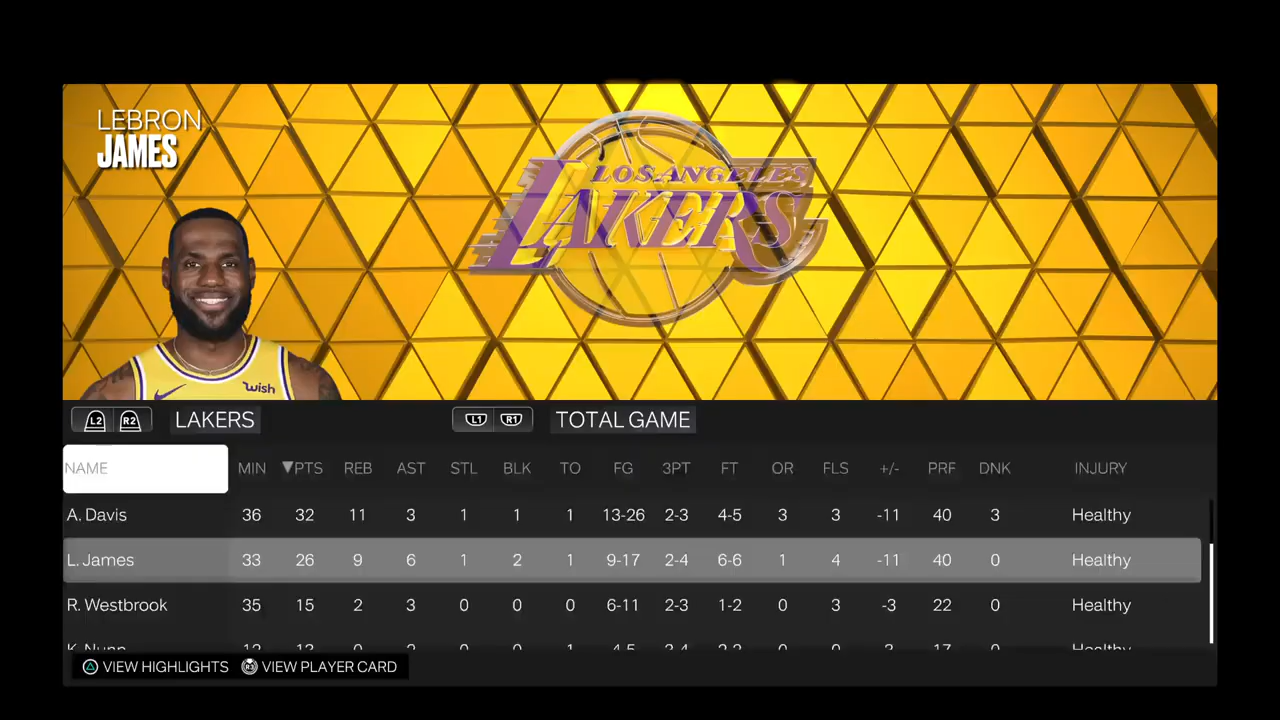 LEBRON
JAMES
LOS ANGELES
LAKERS
wish
L2 R2 LAKERS L1 R1 TOTAL GAME
NAME MIN ▼PTS REB AST STL BLK TO FG 3PT FT OR FLS +/- PRF DNK INJURY
A. Davis 36 32 11 3 1 1 1 13-26 2-3 4-5 3 3 -11 40 3 Healthy
L. James 33 26 9 6 1 2 1 9-17 2-4 6-6 1 4 -11 40 0 Healthy
R. Westbrook 35 15 2 3 0 0 0 6-11 2-3 1-2 0 3 -3 22 0 Healthy
K. Nunn
VIEW HIGHLIGHTS R3 VIEW PLAYER CARD